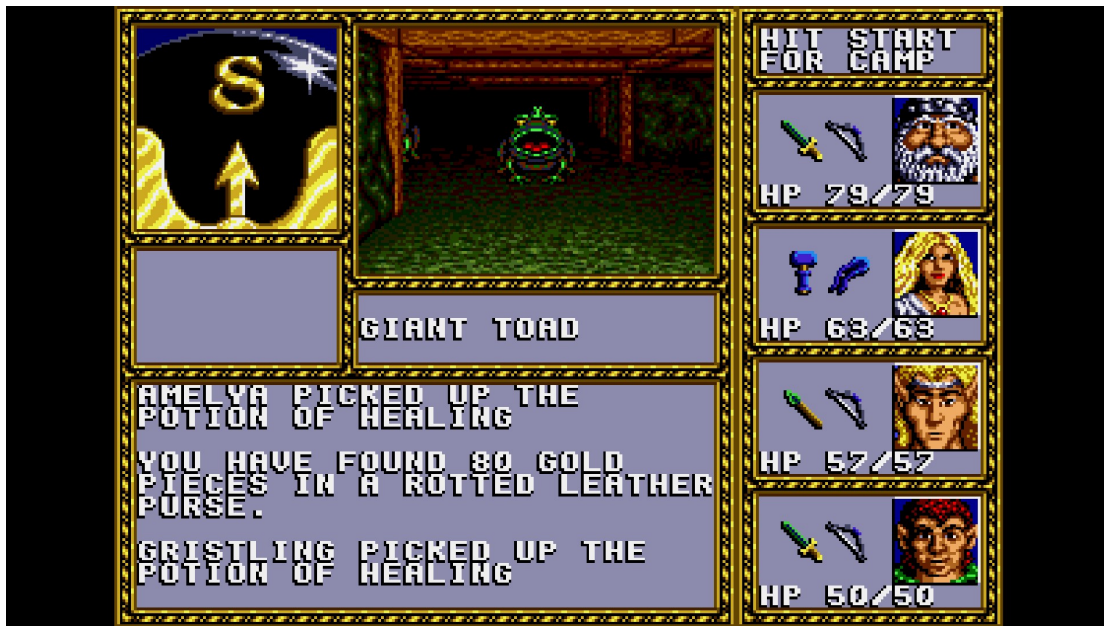 S
HIT START
FOR CAMP
HP 79/79
HP 63/63
GIANT TOAD
AMELYA PICKED UP THE
POTION OF HEALING
YOU HAVE FOUND 80 GOLD
PIECES IN A ROTTED LEATHER
PURSE.
GRISTLING PICKED UP THE
POTION OF HEALING
HP 57/57
HP 50/50